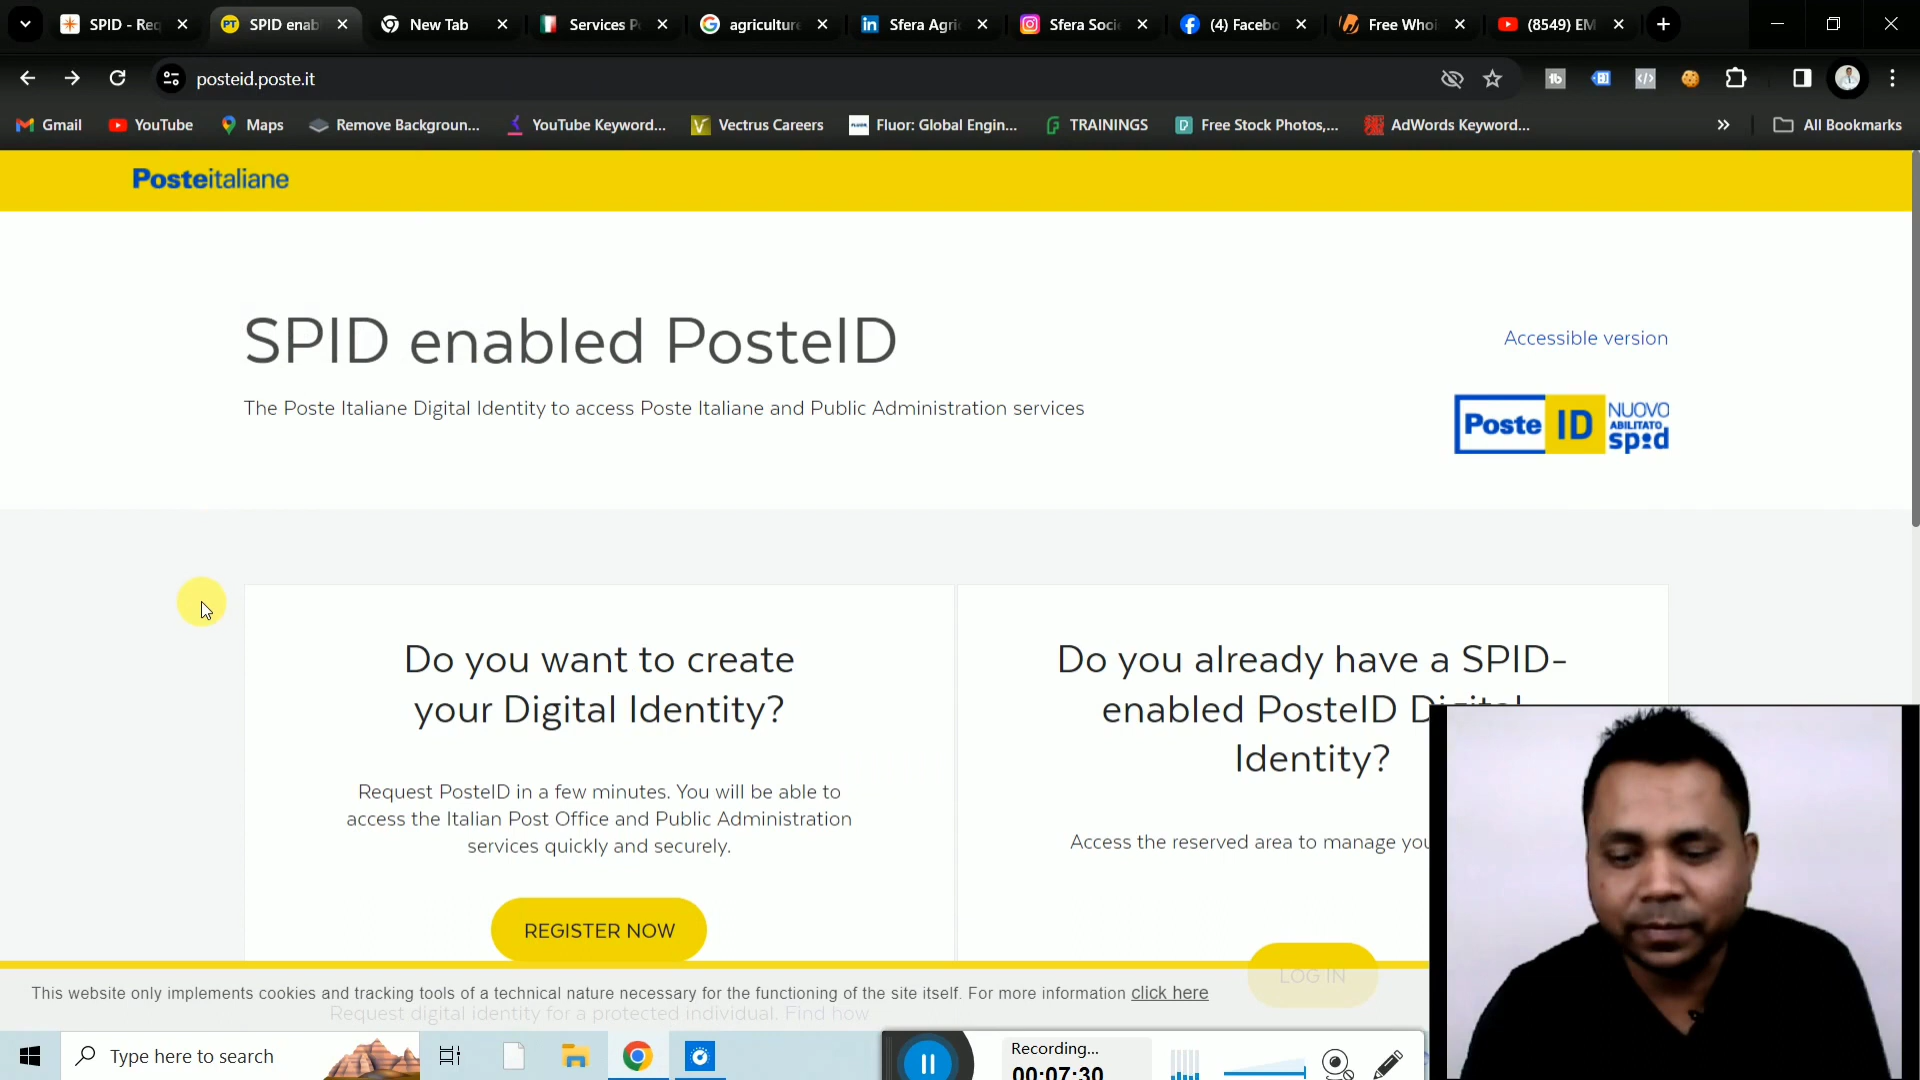 SPID - Req
SPID enab
New Tab
Services P
agriculture
Sfera Agri
Sfera Socie
(4) Facebo
Free Whoi
(8549) EM
posteid.poste.it
Gmail
YouTube
Maps
Remove Backgroun...
YouTube Keyword...
Vectrus Careers
Fluor: Global Engin...
TRAININGS
Free Stock Photos,...
AdWords Keyword...
All Bookmarks
Posteitaliane
SPID enabled PosteID
Accessible version
The Poste Italiane Digital Identity to access Poste Italiane and Public Administration services
Poste ID NUOVO
ABILITATO
spid
Do you want to create
your Digital Identity?
Request PosteID in a few minutes. You will be able to
access the Italian Post Office and Public Administration
services quickly and securely.
REGISTER NOW
Do you already have a SPID-
enabled PosteID Digital
Identity?
Access the reserved area to manage you
LOG IN
This website only implements cookies and tracking tools of a technical nature necessary for the functioning of the site itself. For more information click here
Request digital identity for a protected individual. Find how
Type here to search
Recording...
00:07:30